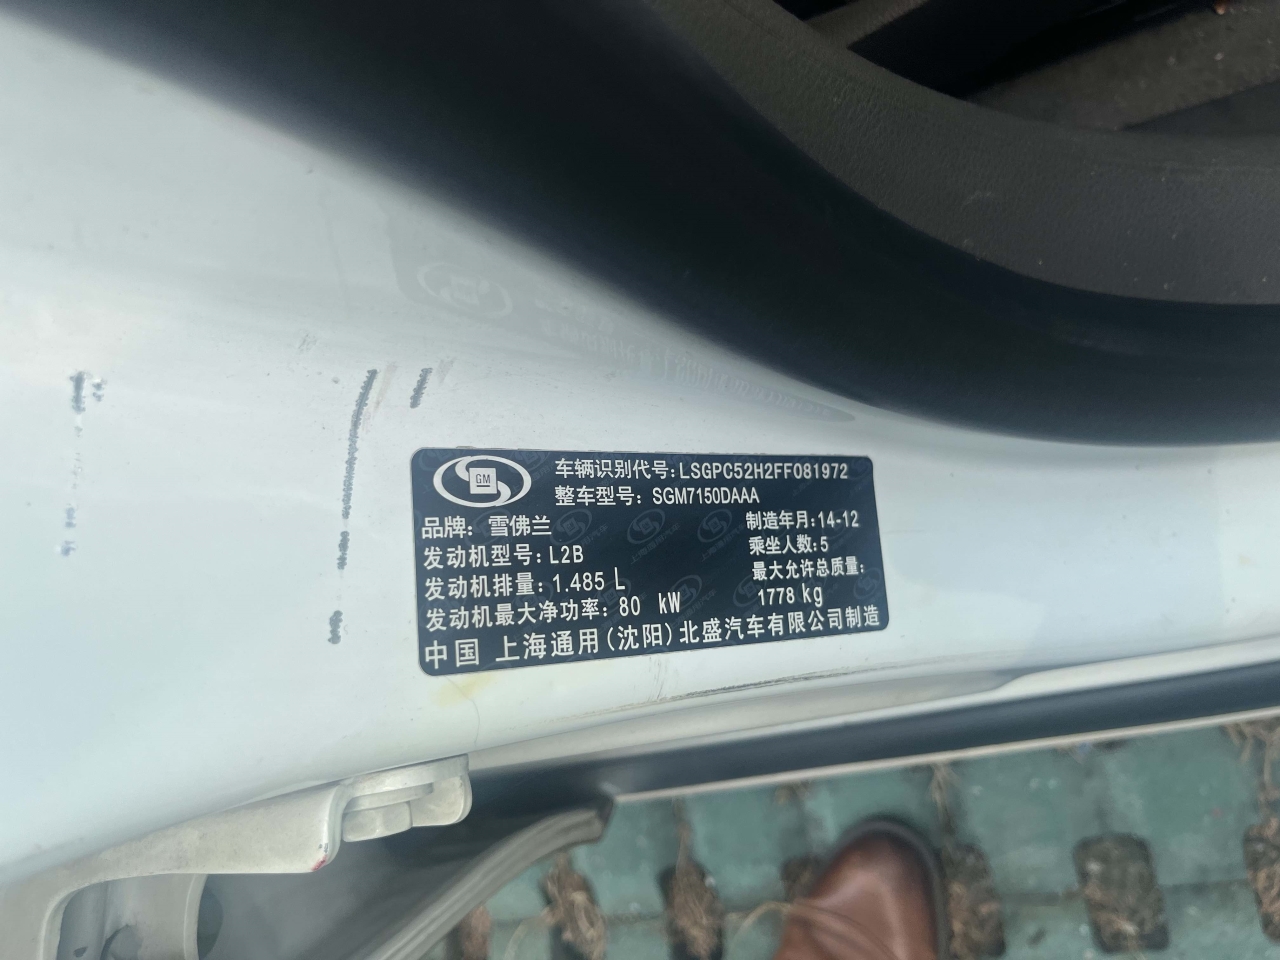 GM
车辆识别代号:LSGPC52H2FF081972
整车型号: SGM7150DAAA
品牌: 雪佛兰
制造年月:14-12
发动机型号: L2B
乘坐人数:5
发动机排量: 1.485 L
最大允许总质量:
1778 kg
发动机最大净功率: 80 kW
中国 上海通用(沈阳)北盛汽车有限公司制造